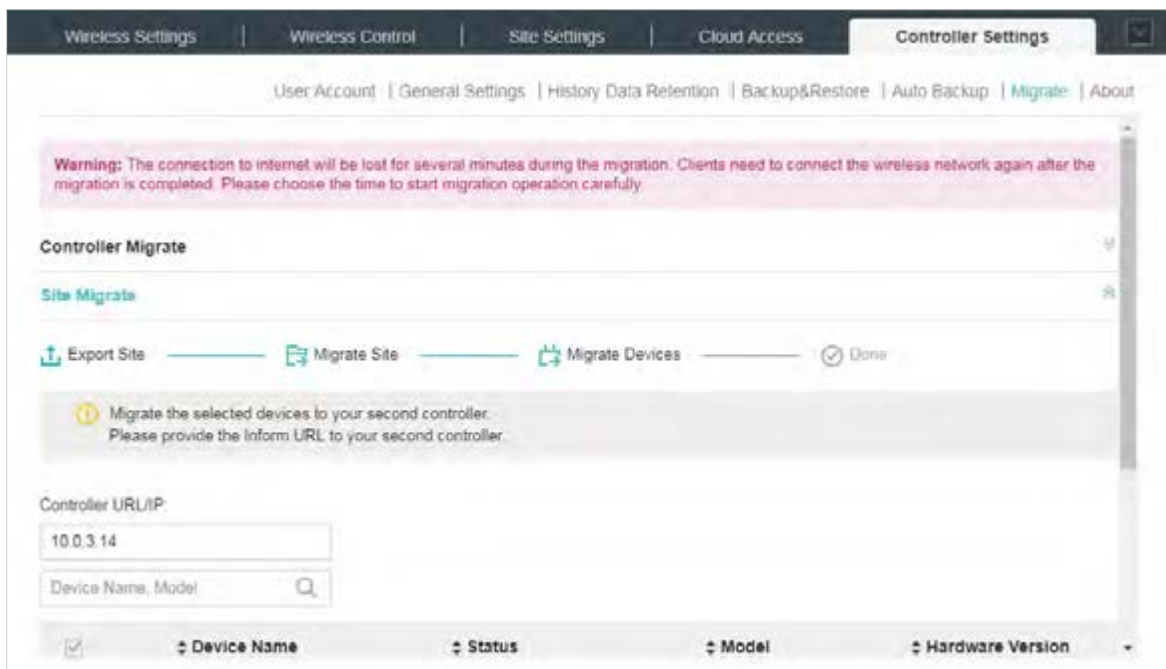 Wireless Settings | Wireless Control | Site Settings | Cloud Access Controller Settings
User Account | General Settings | History Data Retention | Backup&Restore | Auto Backup | Migrate | About
Warning: The connection to internet will be lost for several minutes during the migration. Clients need to connect the wireless network again after the
migration is completed. Please choose the time to start migration operation carefully
Controller Migrate
Site Migrate
Export Site Migrate Site Migrate Devices Done
Migrate the selected devices to your second controller.
Please provide the Inform URL to your second controller.
Controller URL/IP:
10.0.3.14
Device Name, Model
Device Name Status Model Hardware Version